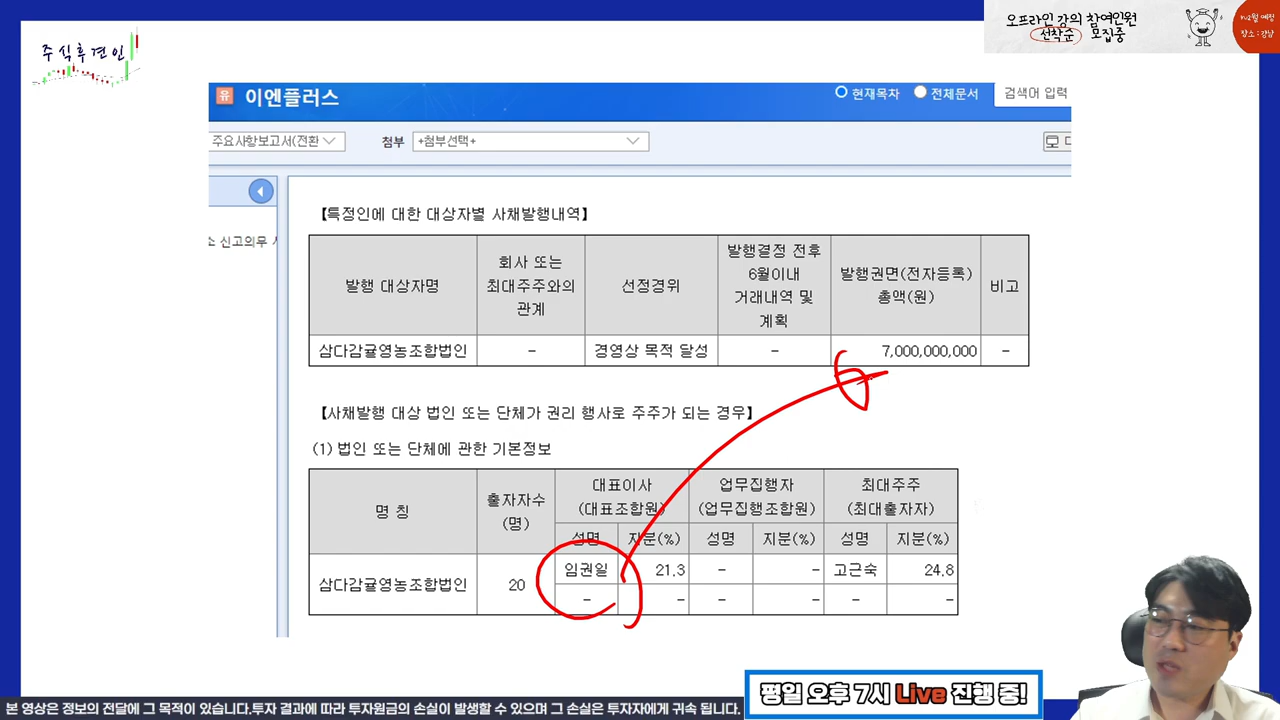 오프라인 강의 참여인원
선착순 모집중
11/12월 예정
장소 : 강남
주식후견인
유 이엔플러스
현재목차 전체문서 검색어 입력
주요사항보고서(전환
첨부 +첨부선택+
소 신고의무
【특정인에 대한 대상자별 사채발행내역】
발행 대상자명 회사 또는 최대주주와의 관계 선정경위 발행결정 전후 6월이내 거래내역 및 계획 발행권면(전자등록) 총액(원) 비고
삼다감귤영농조합법인 - 경영상 목적 달성 - 7,000,000,000 -
【사채발행 대상 법인 또는 단체가 권리 행사로 주주가 되는 경우】
(1) 법인 또는 단체에 관한 기본정보
명 칭 출자자수 (명) 대표이사 (대표조합원) 업무집행자 (업무집행조합원) 최대주주 (최대출자자)
성명 지분(%) 성명 지분(%) 성명 지분(%)
삼다감귤영농조합법인 20 임권일 21.3 - - 고근숙 24.8
- - - - - -
평일 오후 7시 Live 진행 중!
본 영상은 정보의 전달에 그 목적이 있습니다.투자 결과에 따라 투자원금의 손실이 발생할 수 있으며 그 손실은 투자자에게 귀속 됩니다.